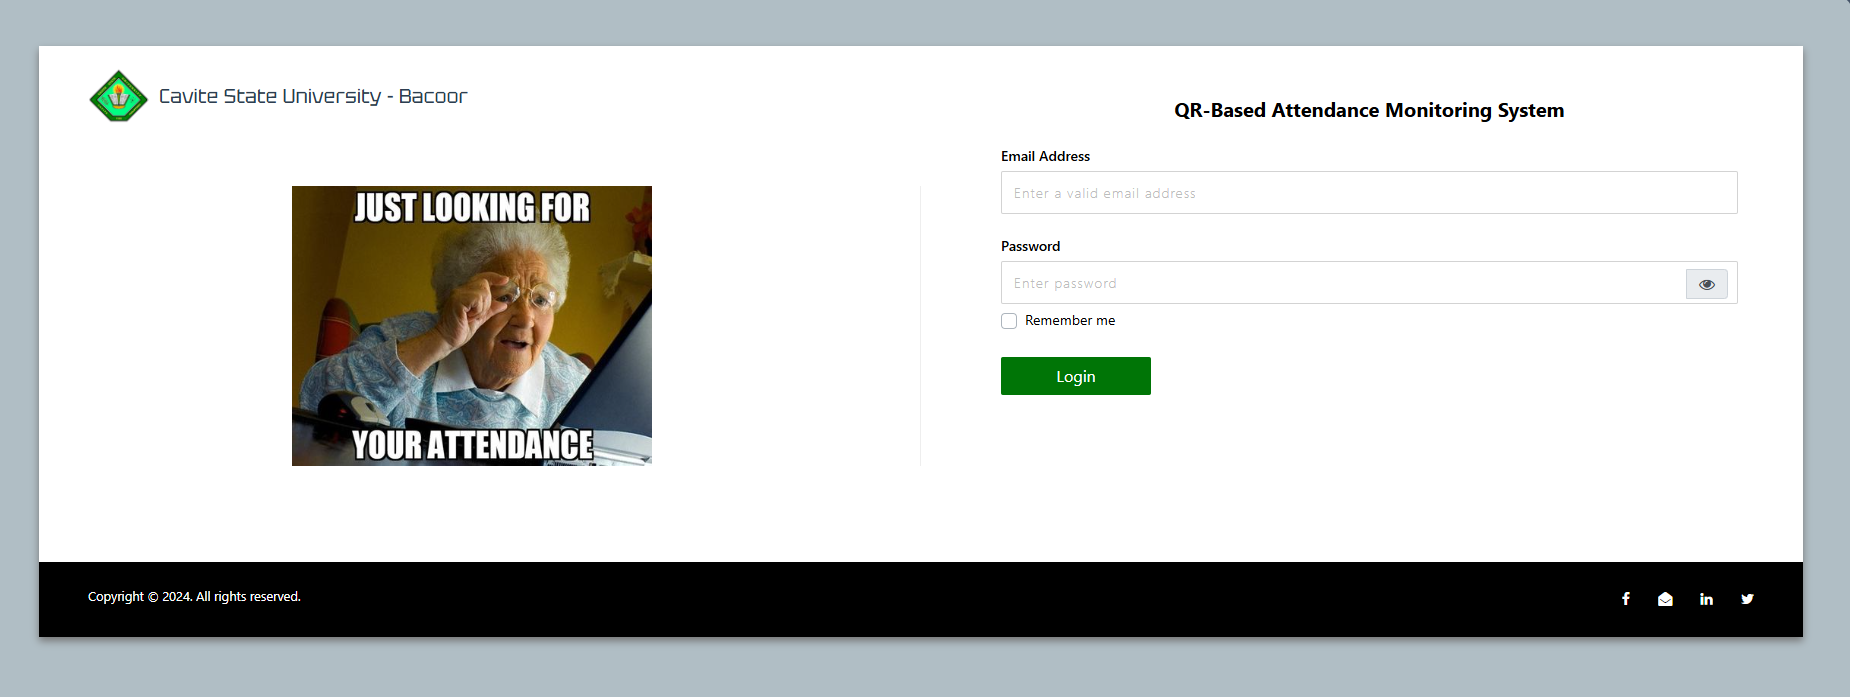 Cavite State University - Bacoor
JUST LOOKING FOR
YOUR ATTENDANCE
QR-Based Attendance Monitoring System
Email Address
Enter a valid email address
Password
Enter password
Remember me
Login
Copyright © 2024. All rights reserved.